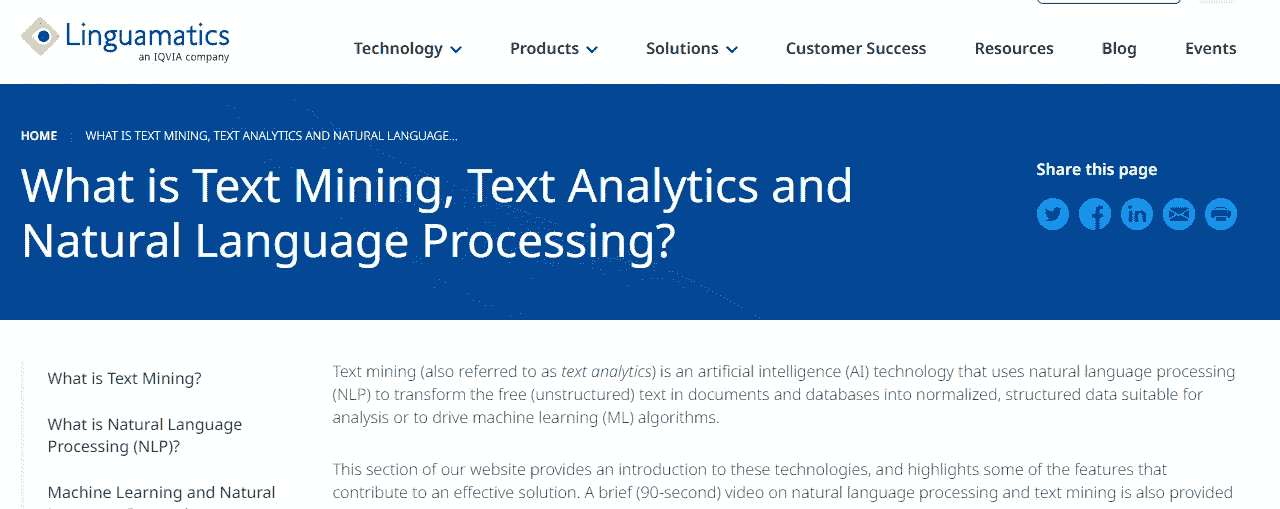 Linguamatics
an IQVIA company
Technology Products Solutions Customer Success Resources Blog Events
HOME WHAT IS TEXT MINING, TEXT ANALYTICS AND NATURAL LANGUAGE...
What is Text Mining, Text Analytics and
Natural Language Processing?
Share this page
What is Text Mining?
What is Natural Language
Processing (NLP)?
Machine Learning and Natural
Text mining (also referred to as text analytics) is an artificial intelligence (AI) technology that uses natural language processing
(NLP) to transform the free (unstructured) text in documents and databases into normalized, structured data suitable for
analysis or to drive machine learning (ML) algorithms.
This section of our website provides an introduction to these technologies, and highlights some of the features that
contribute to an effective solution. A brief (90-second) video on natural language processing and text mining is also provided